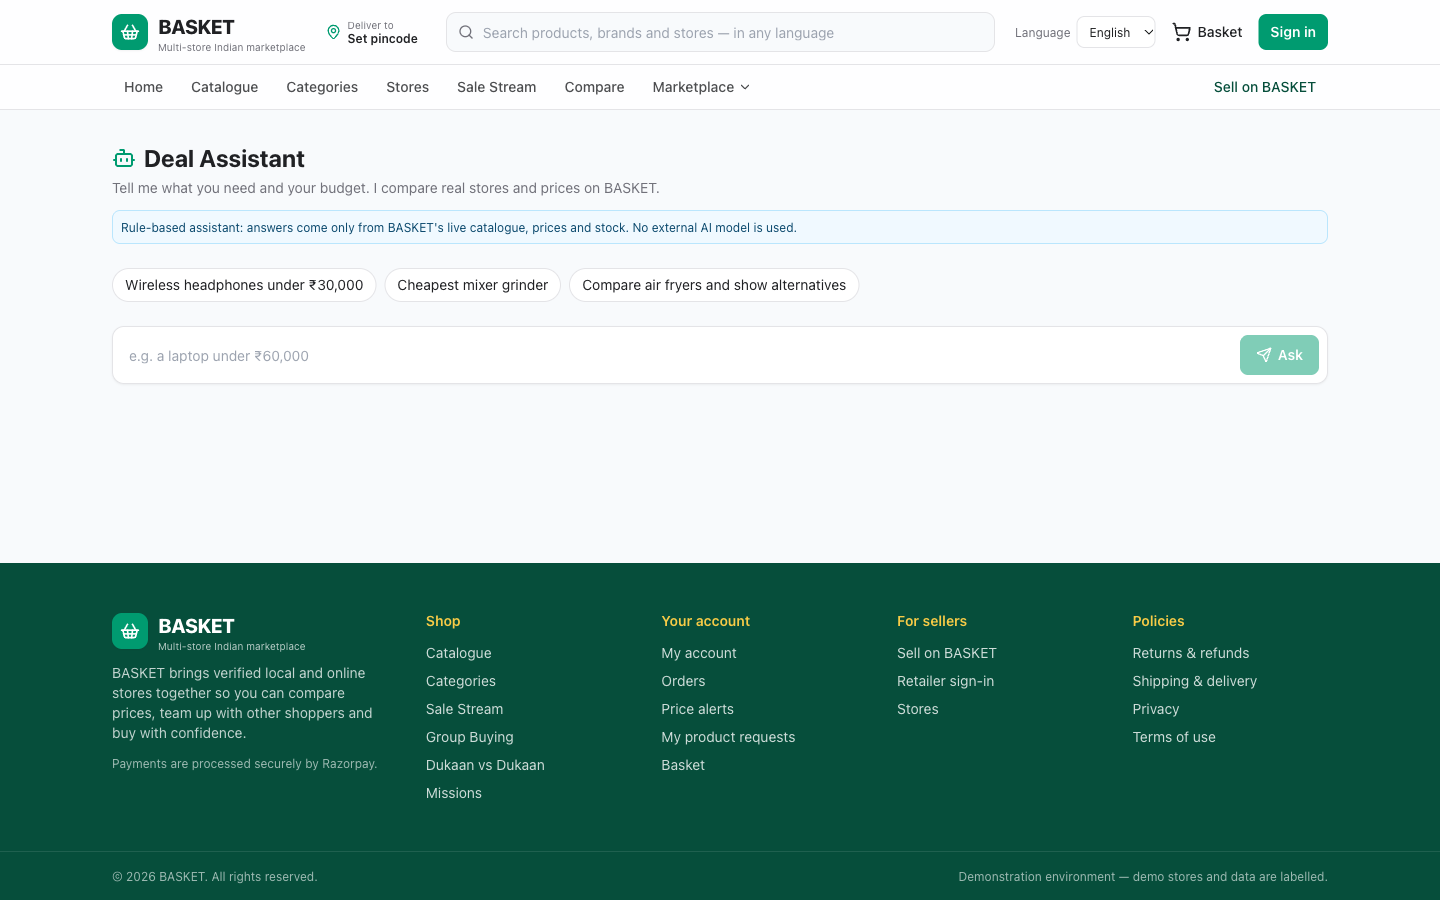 BASKET
Multi-store Indian marketplace
Deliver to
Set pincode
Search products, brands and stores — in any language
Language
English
Basket
Sign in
Home
Catalogue
Categories
Stores
Sale Stream
Compare
Marketplace
Sell on BASKET
Deal Assistant
Tell me what you need and your budget. I compare real stores and prices on BASKET.
Rule-based assistant: answers come only from BASKET's live catalogue, prices and stock. No external AI model is used.
Wireless headphones under ₹30,000
Cheapest mixer grinder
Compare air fryers and show alternatives
e.g. a laptop under ₹60,000
Ask
BASKET
Multi-store Indian marketplace
BASKET brings verified local and online
stores together so you can compare
prices, team up with other shoppers and
buy with confidence.
Payments are processed securely by Razorpay.
Shop
Catalogue
Categories
Sale Stream
Group Buying
Dukaan vs Dukaan
Missions
Your account
My account
Orders
Price alerts
My product requests
Basket
For sellers
Sell on BASKET
Retailer sign-in
Stores
Policies
Returns & refunds
Shipping & delivery
Privacy
Terms of use
© 2026 BASKET. All rights reserved.
Demonstration environment — demo stores and data are labelled.